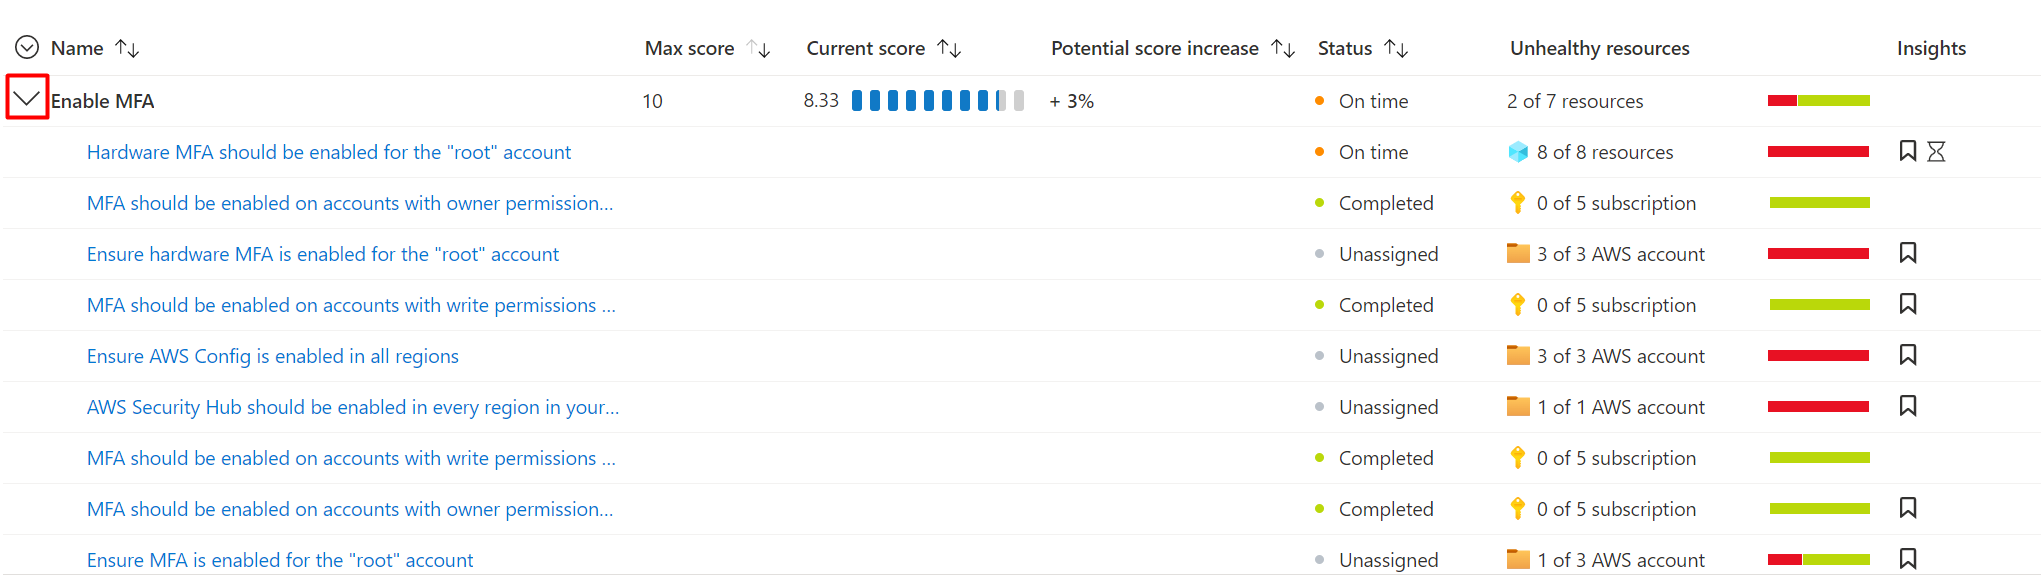 Name Max score Current score Potential score increase Status Unhealthy resources Insights
Enable MFA 10 8.33 + 3% On time 2 of 7 resources
Hardware MFA should be enabled for the "root" account On time 8 of 8 resources
MFA should be enabled on accounts with owner permission... Completed 0 of 5 subscription
Ensure hardware MFA is enabled for the "root" account Unassigned 3 of 3 AWS account
MFA should be enabled on accounts with write permissions ... Completed 0 of 5 subscription
Ensure AWS Config is enabled in all regions Unassigned 3 of 3 AWS account
AWS Security Hub should be enabled in every region in your... Unassigned 1 of 1 AWS account
MFA should be enabled on accounts with write permissions ... Completed 0 of 5 subscription
MFA should be enabled on accounts with owner permission... Completed 0 of 5 subscription
Ensure MFA is enabled for the "root" account Unassigned 1 of 3 AWS account